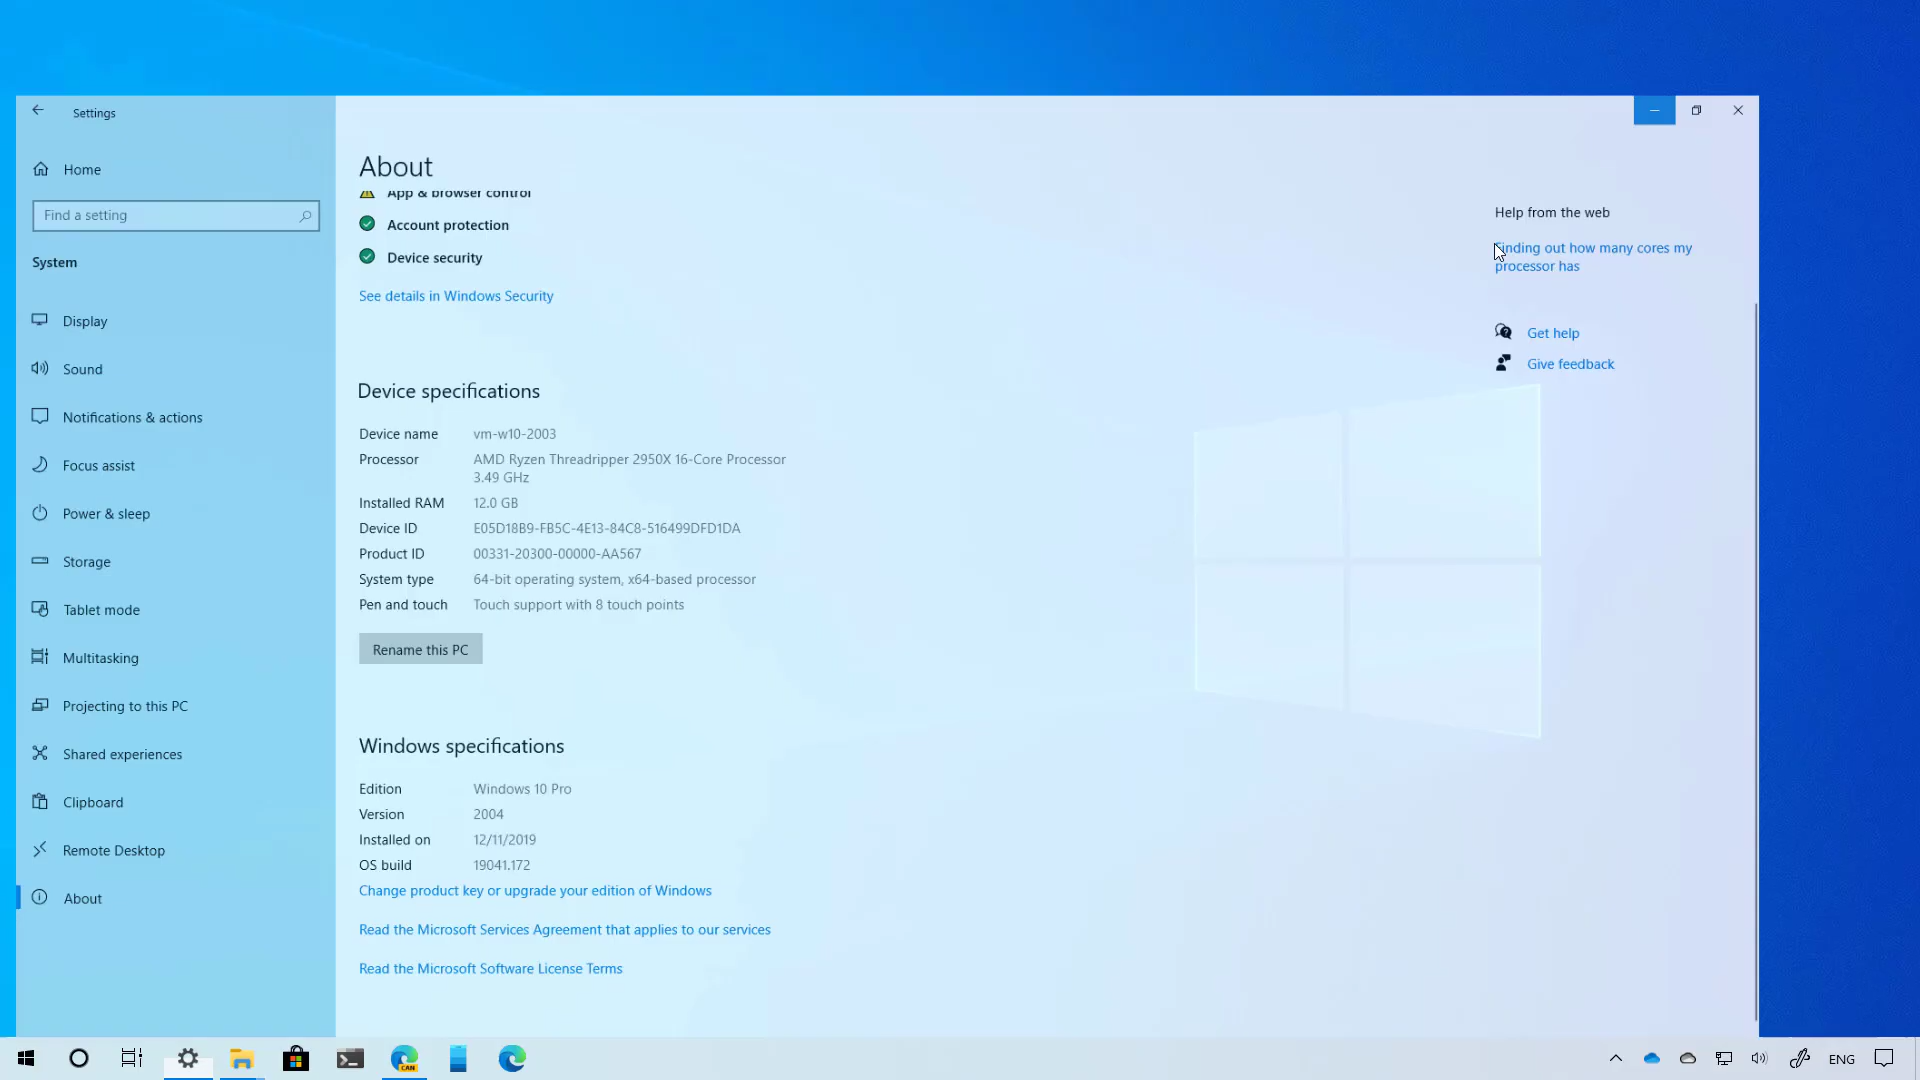 Settings
Home
Find a setting
System
Display
Sound
Notifications & actions
Focus assist
Power & sleep
Storage
Tablet mode
Multitasking
Projecting to this PC
Shared experiences
Clipboard
Remote Desktop
About
About
App & browser control
Account protection
Device security
See details in Windows Security
Device specifications
Device name vm-w10-2003
Processor AMD Ryzen Threadripper 2950X 16-Core Processor
3.49 GHz
Installed RAM 12.0 GB
Device ID E05D18B9-FB5C-4E13-84C8-516499DFD1DA
Product ID 00331-20300-00000-AA567
System type 64-bit operating system, x64-based processor
Pen and touch Touch support with 8 touch points
Rename this PC
Windows specifications
Edition Windows 10 Pro
Version 2004
Installed on 12/11/2019
OS build 19041.172
Change product key or upgrade your edition of Windows
Read the Microsoft Services Agreement that applies to our services
Read the Microsoft Software License Terms
Help from the web
Finding out how many cores my
processor has
Get help
Give feedback
CAN
ENG